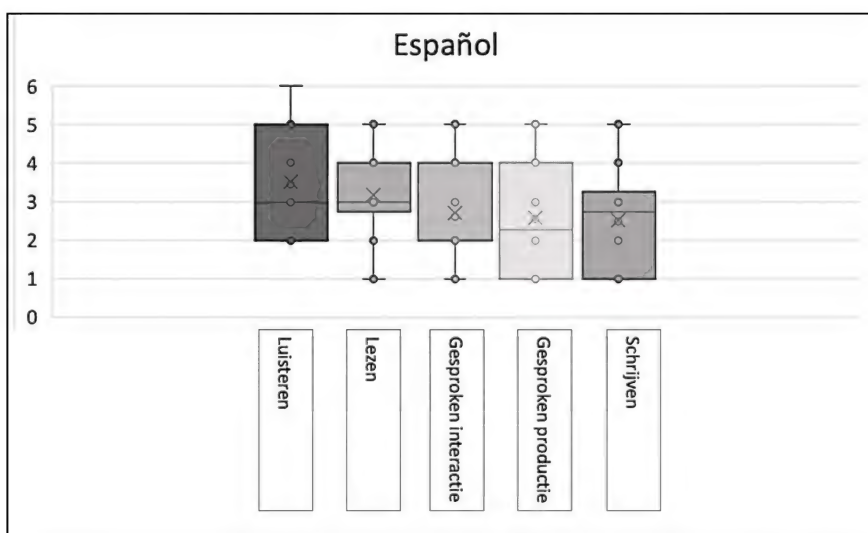 Español
6
5
4
3
2
1
0
Luisteren
Lezen
Gesproken interactie
Gesproken productie
Schrijven